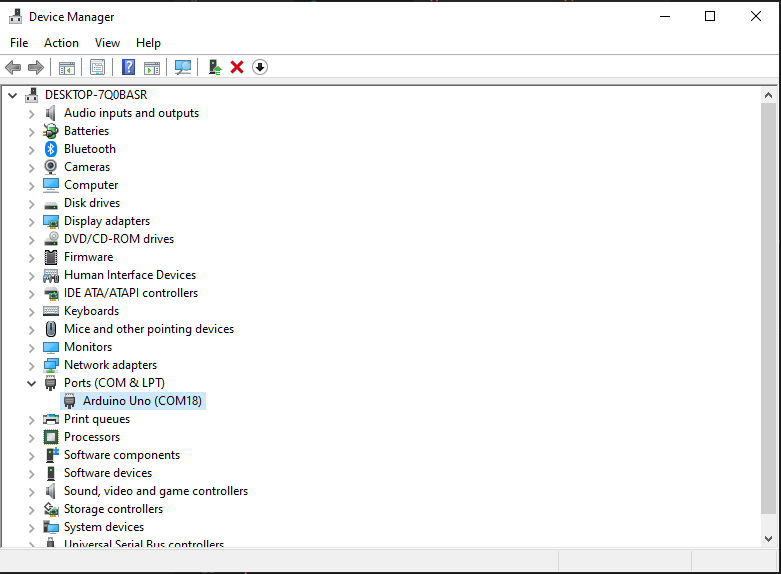 Device Manager
File Action View Help
DESKTOP-7Q0BASR
Audio inputs and outputs
Batteries
Bluetooth
Cameras
Computer
Disk drives
Display adapters
DVD/CD-ROM drives
Firmware
Human Interface Devices
IDE ATA/ATAPI controllers
Keyboards
Mice and other pointing devices
Monitors
Network adapters
Ports (COM & LPT)
Arduino Uno (COM18)
Print queues
Processors
Software components
Software devices
Sound, video and game controllers
Storage controllers
System devices
Universal Serial Bus controllers